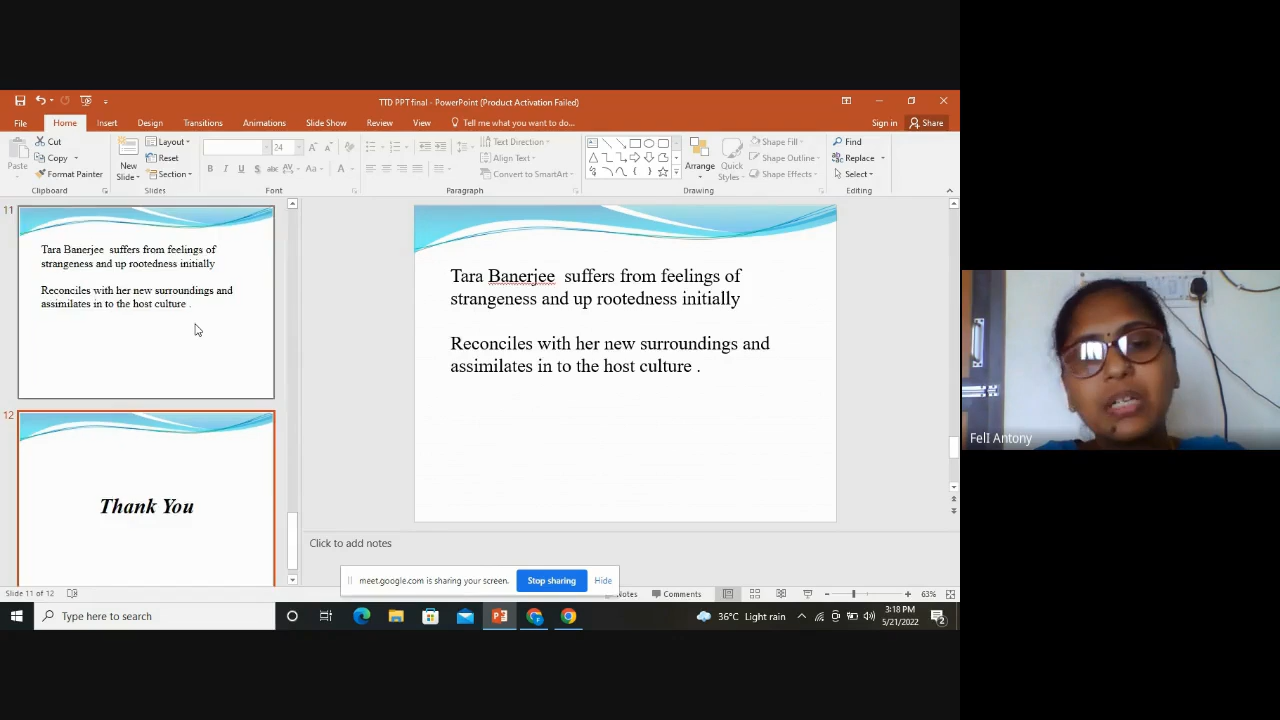 TTD PPT final - PowerPoint (Product Activation Failed)
File Home Insert Design Transitions Animations Slide Show Review View Tell me what you want to do... Sign in Share
Paste
Cut
Copy
Format Painter
Clipboard
New Slide
Layout
Reset
Section
Slides
24
Font
Text Direction
Align Text
Convert to SmartArt
Paragraph
Arrange
Quick Styles
Shape Fill
Shape Outline
Shape Effects
Drawing
Find
Replace
Select
Editing
11
Tara Banerjee suffers from feelings of
strangeness and up rootedness initially
Reconciles with her new surroundings and
assimilates in to the host culture .
12
Thank You
Tara Banerjee suffers from feelings of
strangeness and up rootedness initially
Reconciles with her new surroundings and
assimilates in to the host culture .
Click to add notes
meet.google.com is sharing your screen. Stop sharing Hide
Slide 11 of 12 Notes Comments 63%
Type here to search
36°C Light rain
3:18 PM
5/21/2022
2
FelI Antony